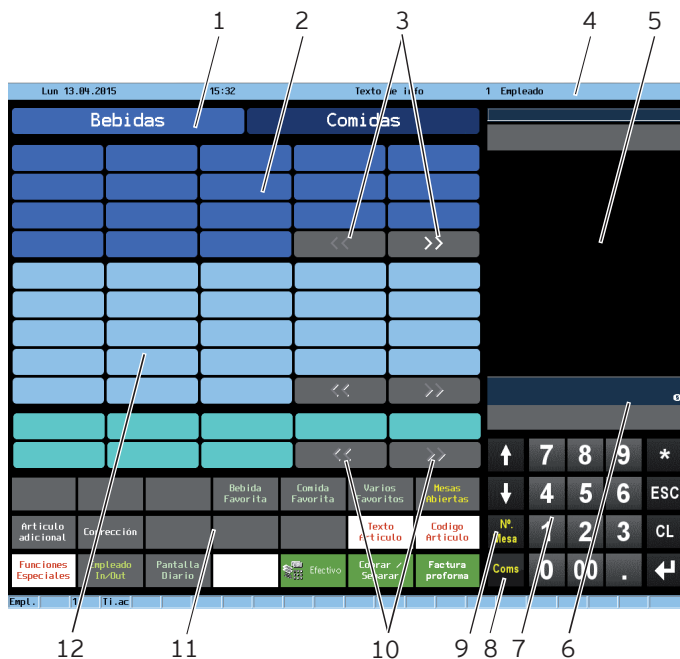 1 2 3 4 5
Lun 13.04.2015 15:32 Texto de info 1 Empleado
Bebidas Comidas
<< >>
<< >>
<< >>
Bebida Favorita Comida Favorita Varios Favoritos Mesas Abiertas
Articulo adicional Corrección Texto Articulo Codigo Articulo
Funciones Especiales Empleado In/Out Pantalla Diario Efectivo Cobrar / Separar Factura proforma
↑ 7 8 9 *
↓ 4 5 6 ESC
Nº. Mesa 1 2 3 CL
Coms 0 00 . ↵
Empl. 1 Ti.ac
12 11 10 9 8 7 6